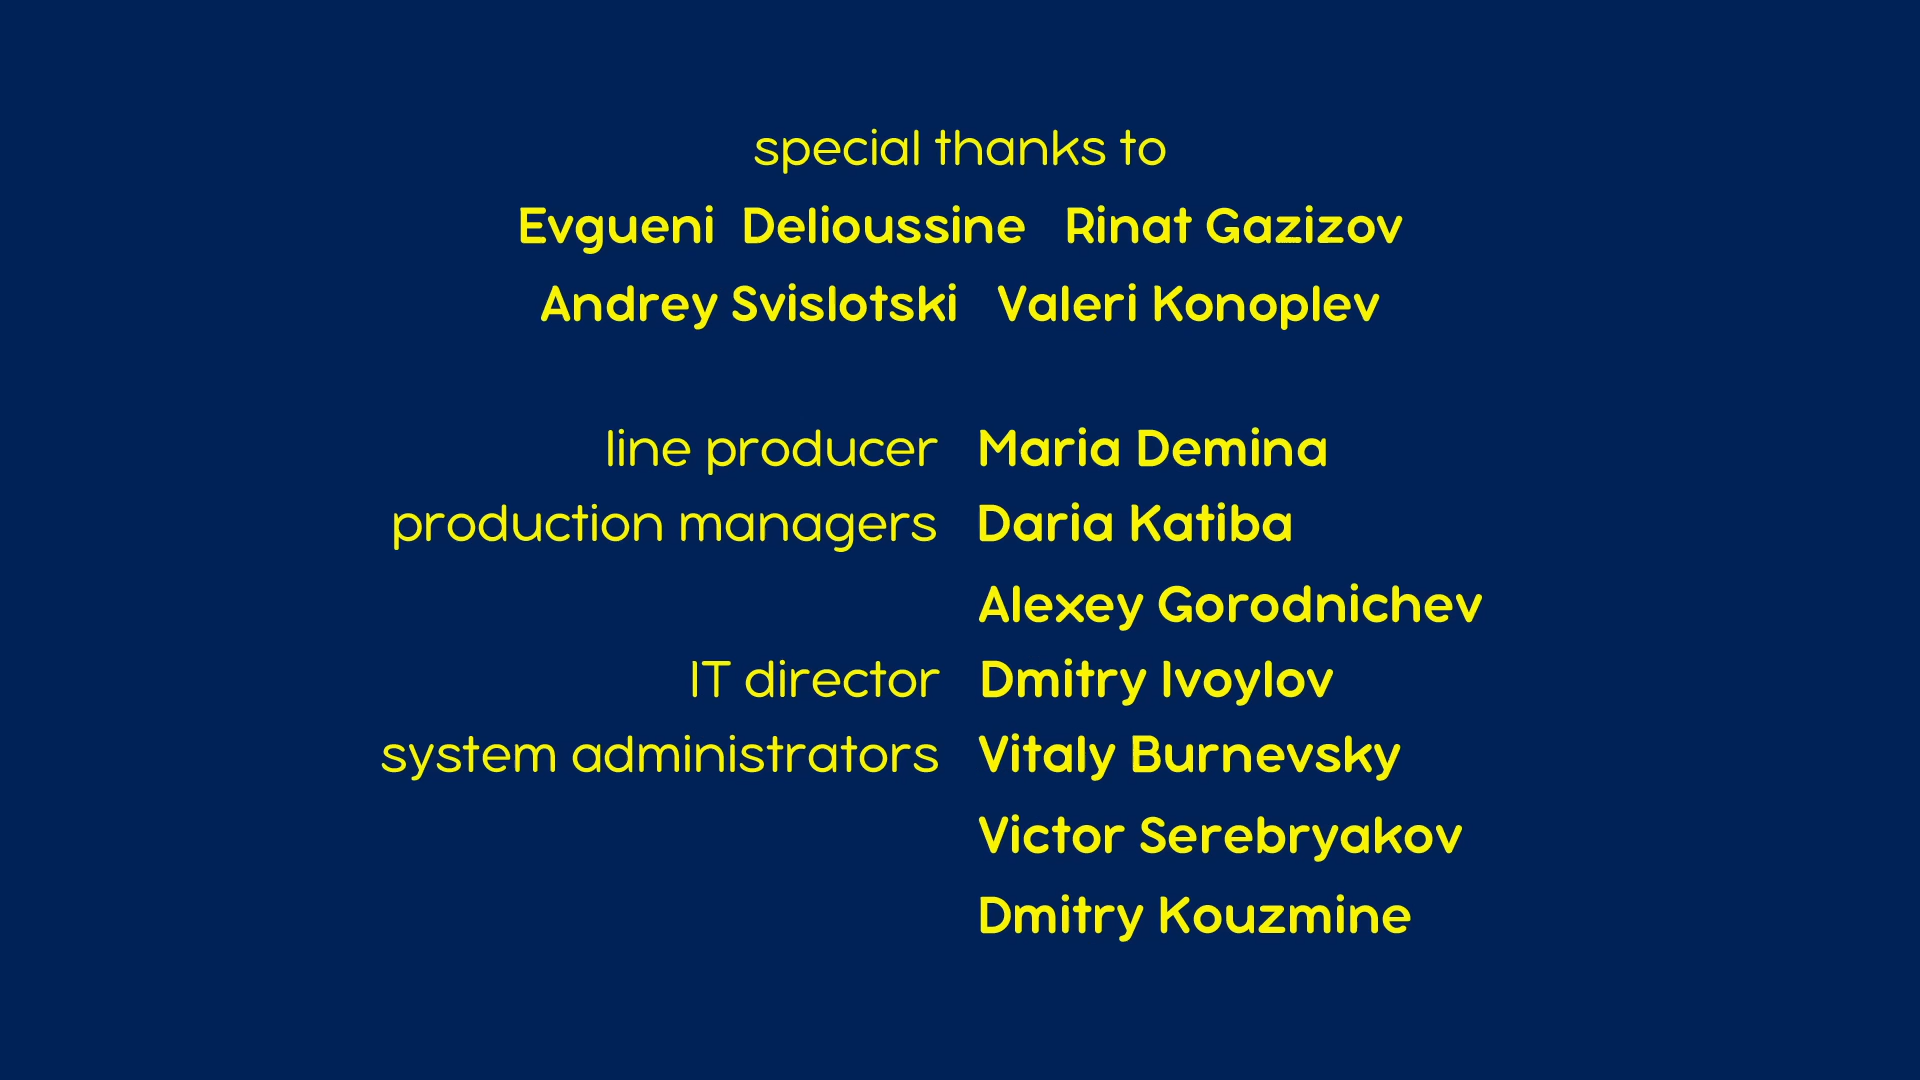 special thanks to
Evgueni Delioussine Rinat Gazizov
Andrey Svislotski Valeri Konoplev
line producer Maria Demina
production managers Daria Katiba
Alexey Gorodnichev
IT director Dmitry Ivoylov
system administrators Vitaly Burnevsky
Victor Serebryakov
Dmitry Kouzmine